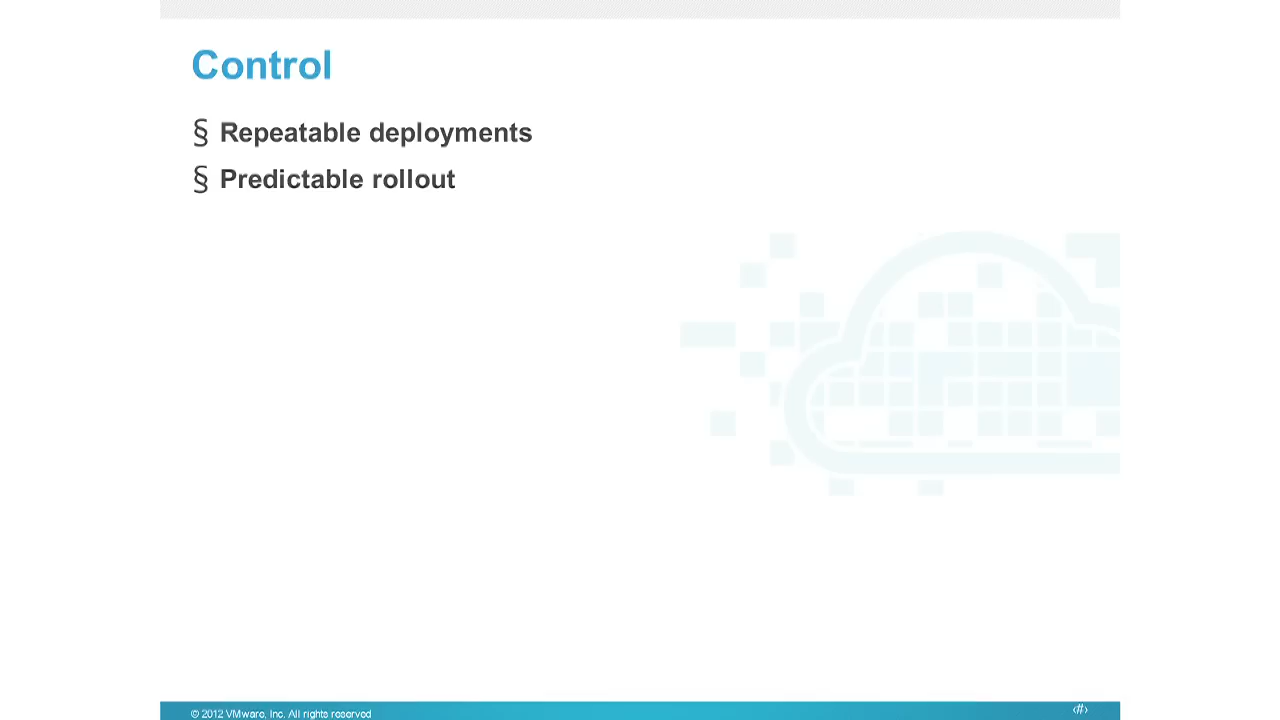 Control
§ Repeatable deployments
§ Predictable rollout
© 2012 VMware, Inc. All rights reserved
‹#›